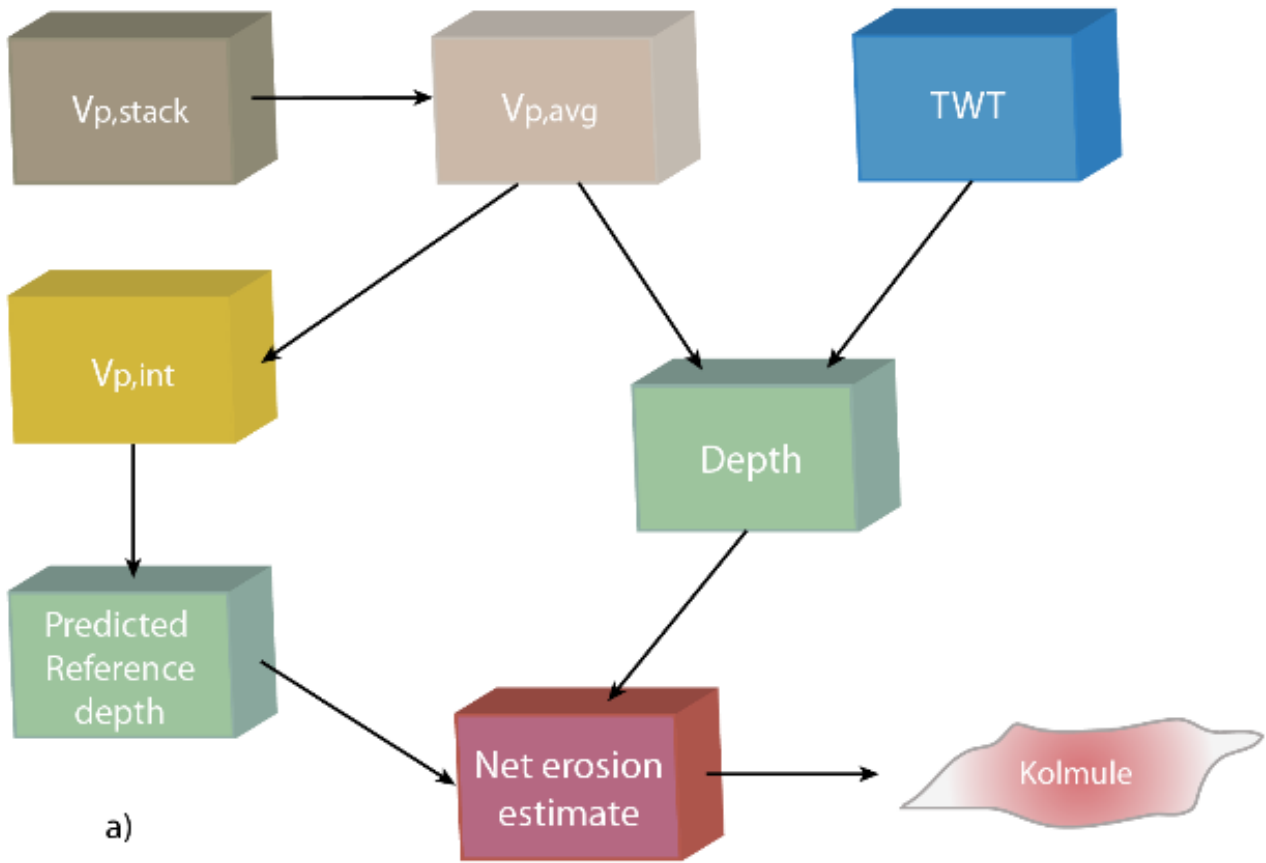 Vp,stack
Vp,avg
TWT
Vp,int
Depth
Predicted
Reference
depth
Net erosion
estimate
Kolmule
a)